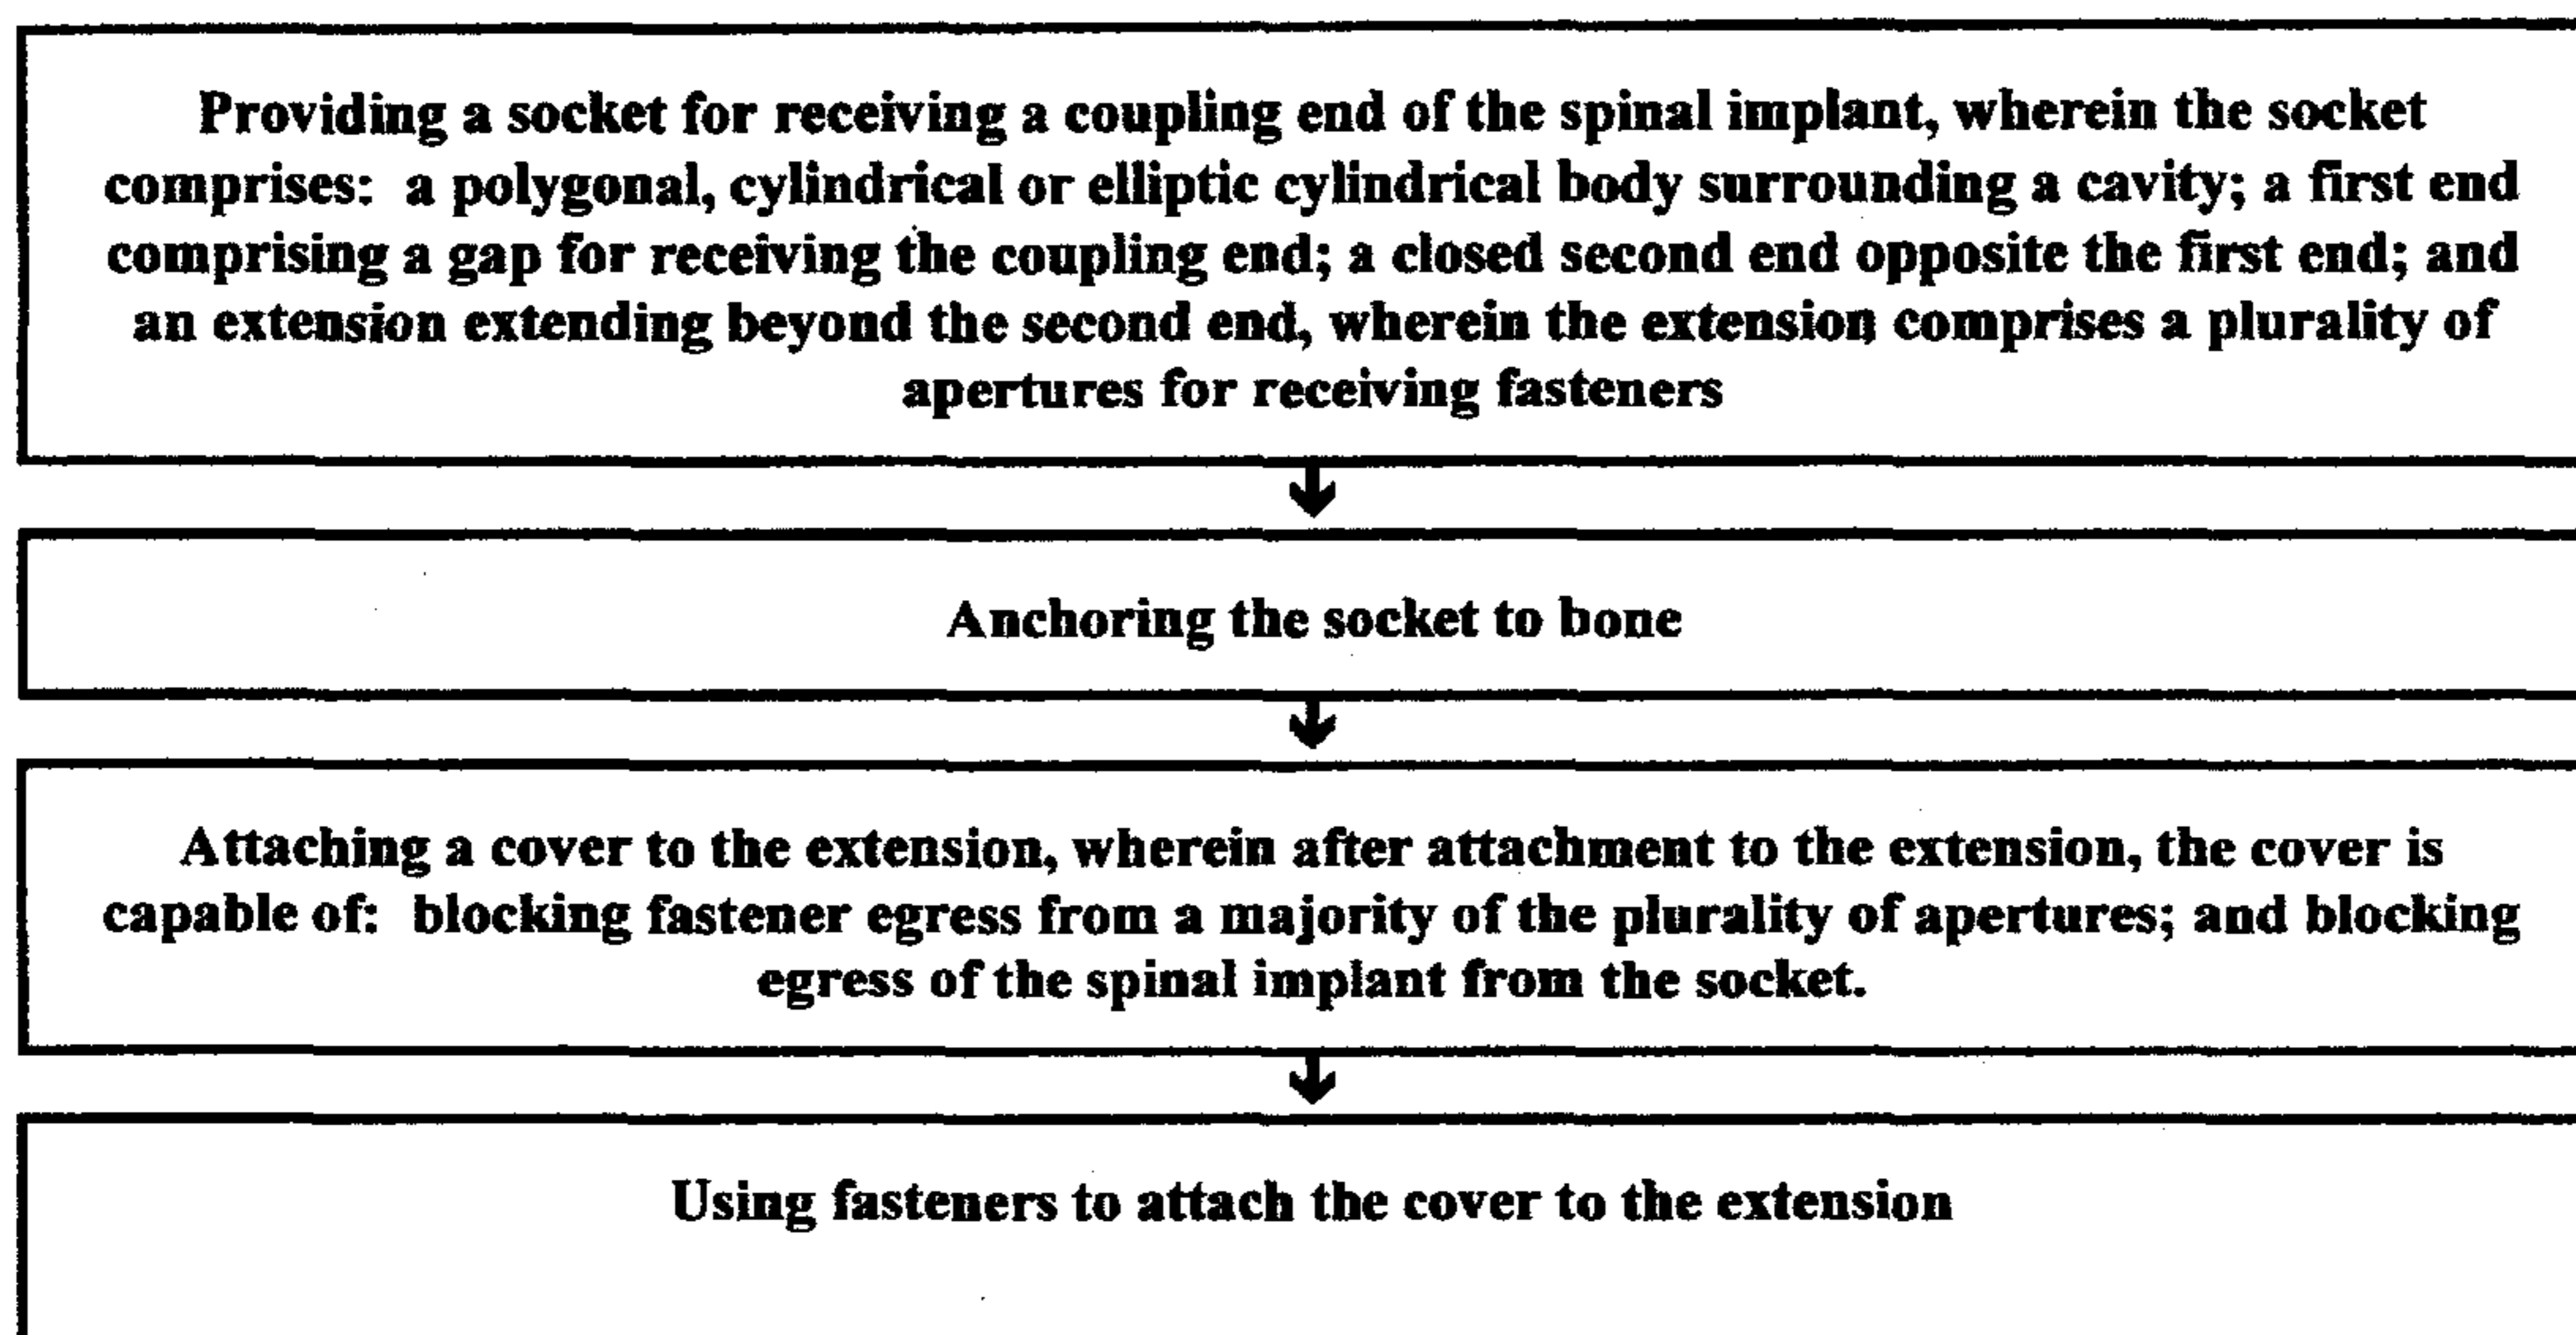 Providing a socket for receiving a coupling end of the spinal implant, wherein the socket
comprises: a polygonal, cylindrical or elliptic cylindrical body surrounding a cavity; a first end
comprising a gap for receiving the coupling end; a closed second end opposite the first end; and
an extension extending beyond the second end, wherein the extension comprises a plurality of
apertures for receiving fasteners
Anchoring the socket to bone
Attaching a cover to the extension, wherein after attachment to the extension, the cover is
capable of: blocking fastener egress from a majority of the plurality of apertures; and blocking
egress of the spinal implant from the socket.
Using fasteners to attach the cover to the extension